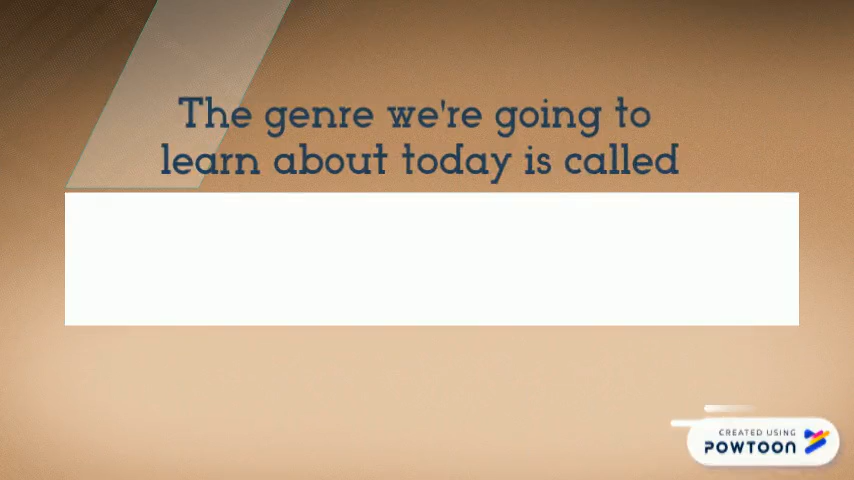 The genre we're going to
learn about today is called
CREATED USING
POWTOON